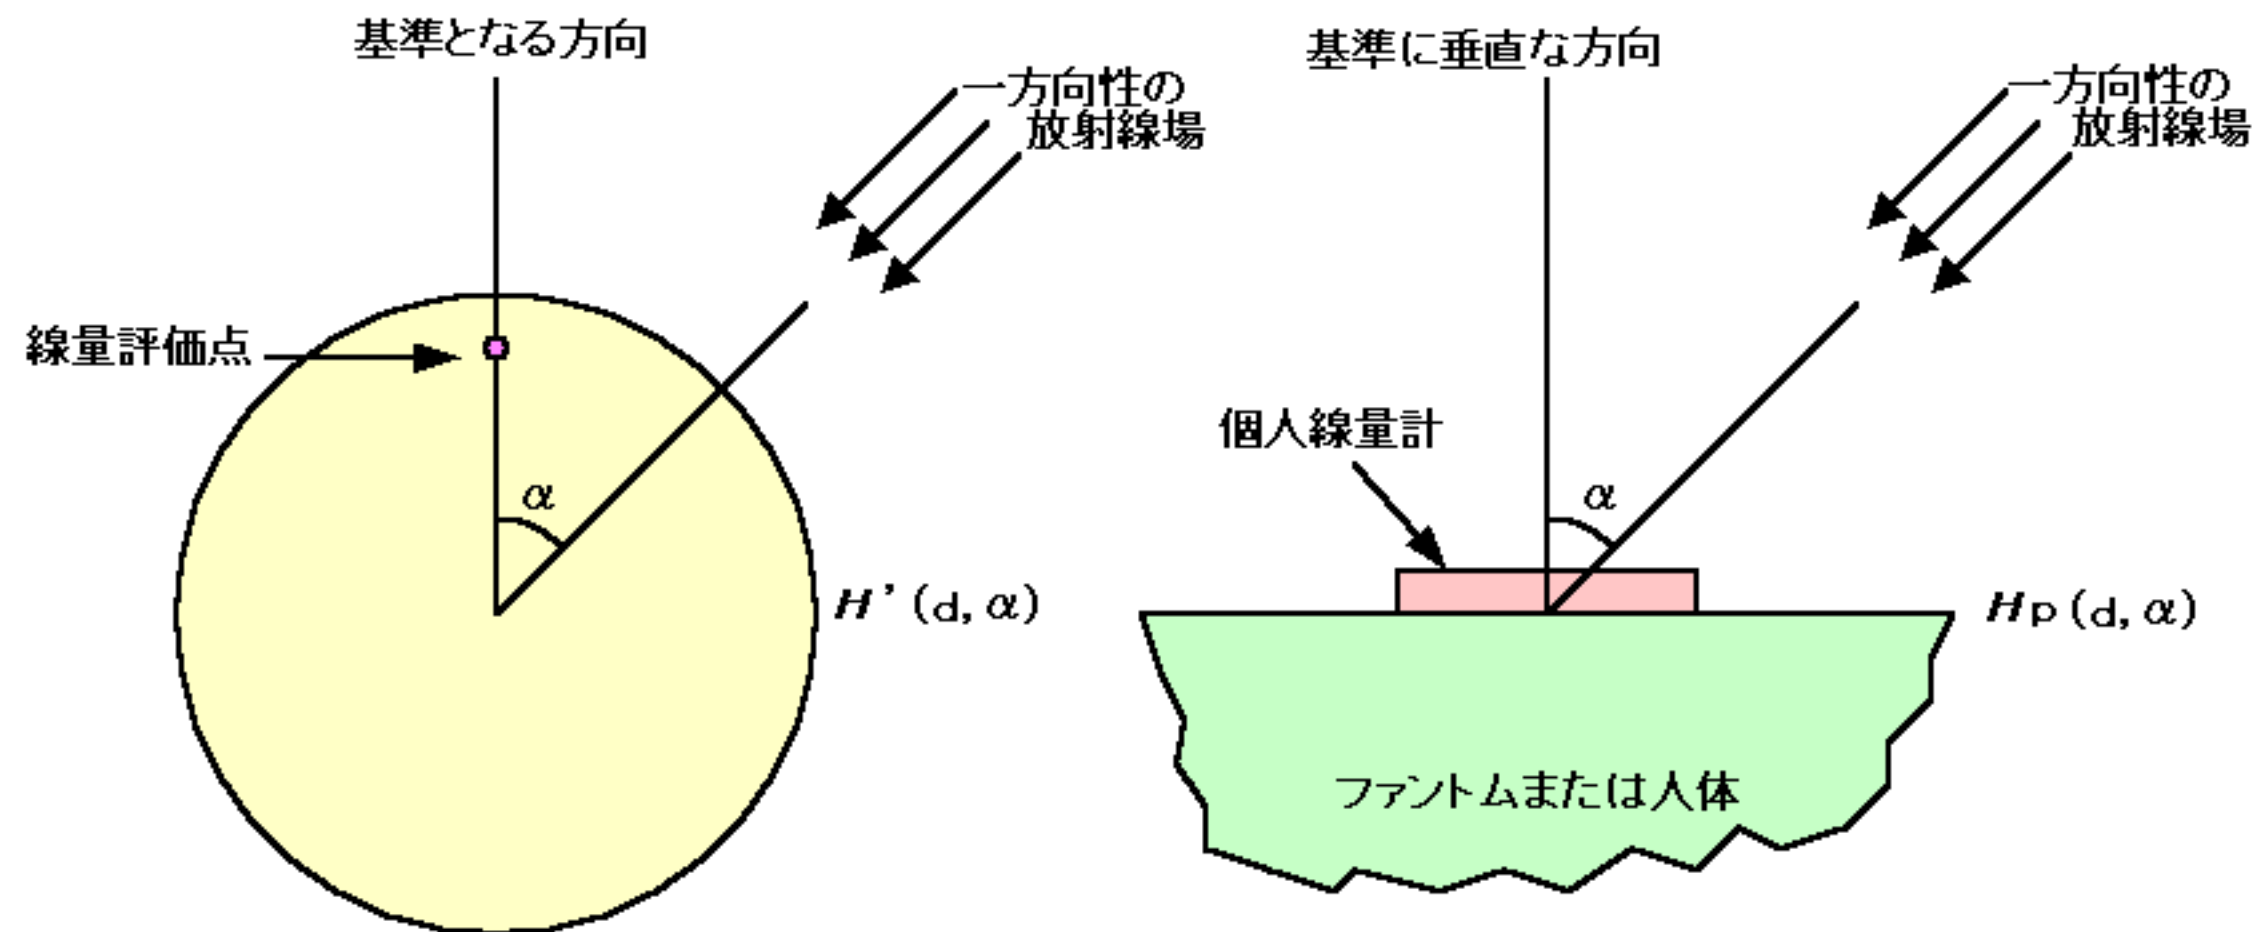 基準となる方向
一方向性の
放射線場
線量評価点
α
H'(d, α)
基準に垂直な方向
一方向性の
放射線場
個人線量計
α
Hp(d, α)
ファントムまたは人体